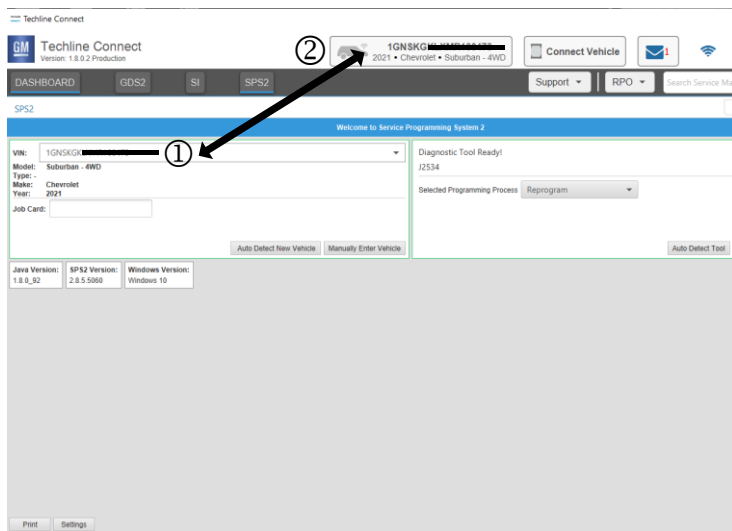 Techline Connect
GM
Techline Connect
Version: 1.8.0.2 Production
②
2021 • Chevrolet • Suburban - 4WD
Connect Vehicle
1
DASHBOARD GDS2 SI SPS2
Support
RPO
Search Service Ma
SPS2
Welcome to Service Programming System 2
VIN: 1GNSKGK
①
Model: Suburban - 4WD
Type: -
Make: Chevrolet
Year: 2021
Job Card:
Auto Detect New Vehicle Manually Enter Vehicle
Diagnostic Tool Ready!
J2534
Selected Programming Process Reprogram
Auto Detect Tool
Java Version: SPS2 Version: Windows Version:
1.8.0_92 2.8.5.5060 Windows 10
Print Settings